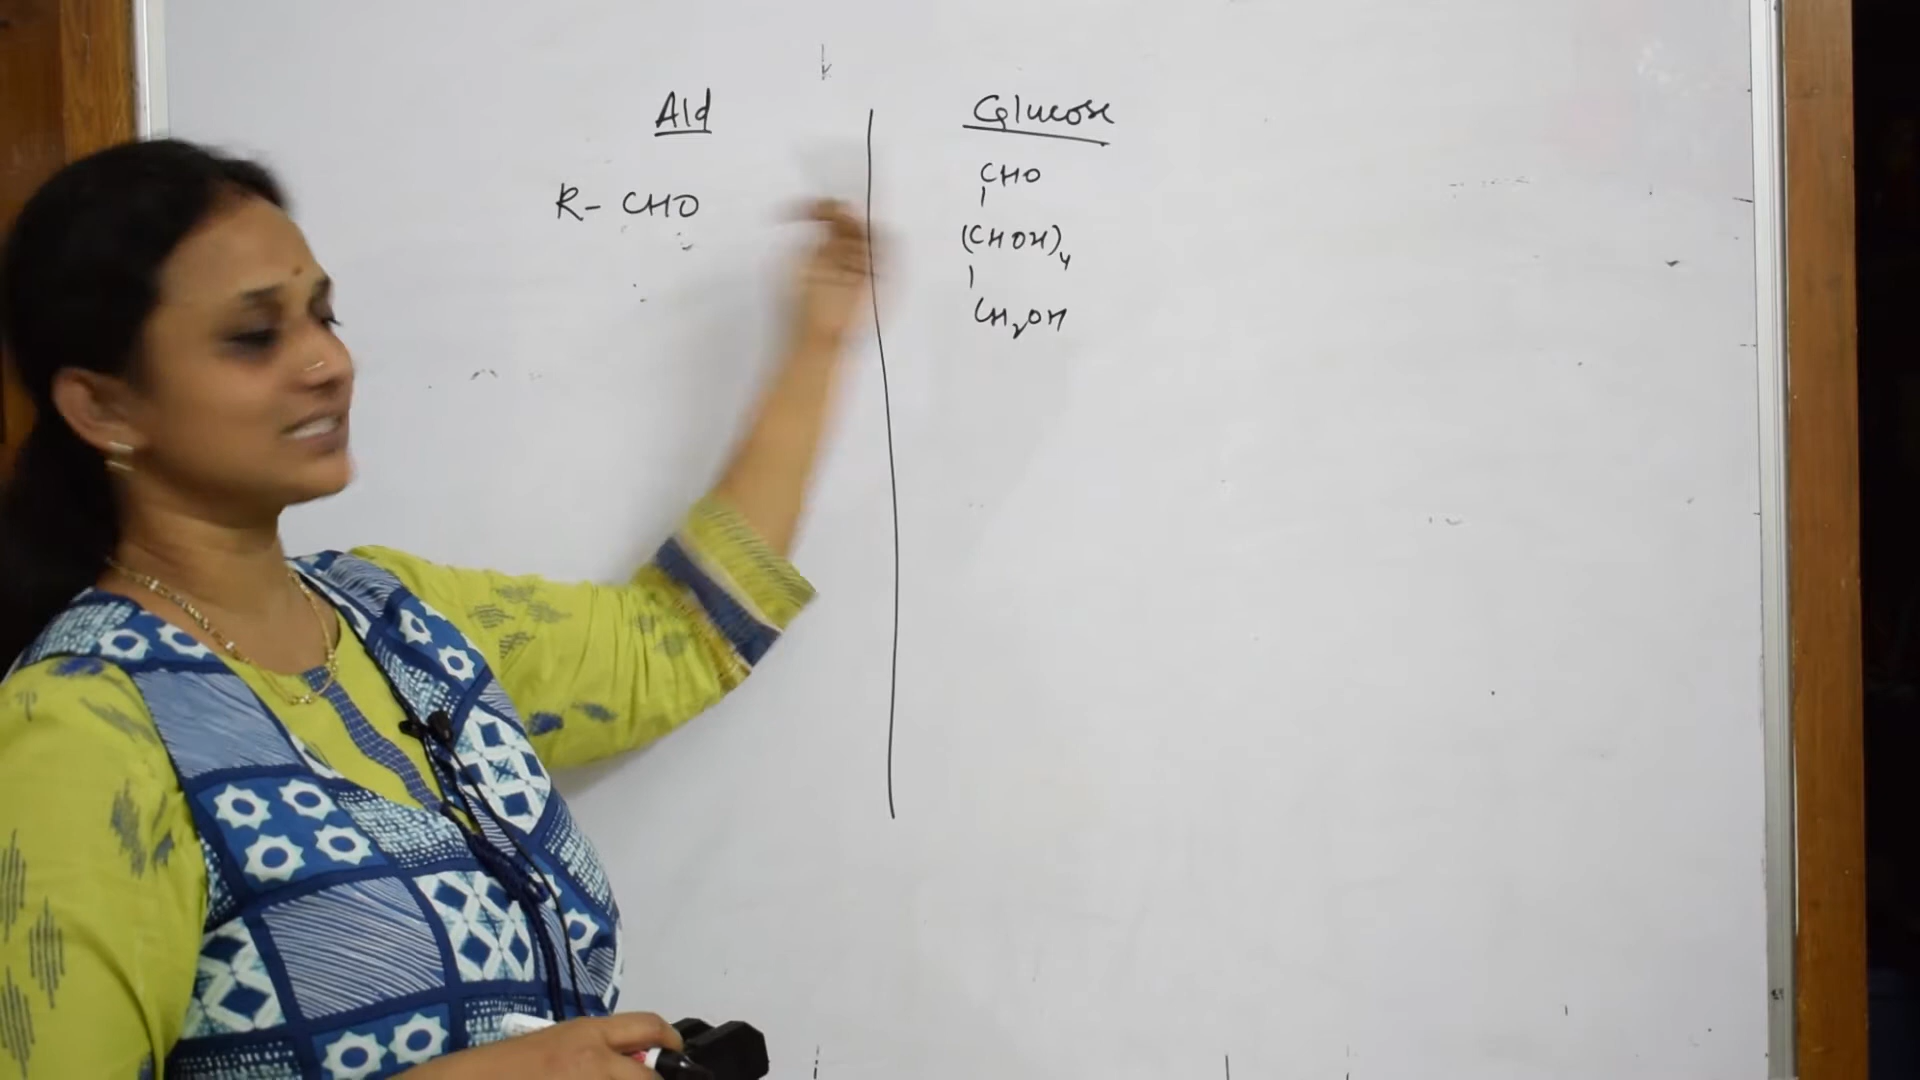 Ald
R- CHO
Glucose
CHO
(CHOH)4
CH2OH